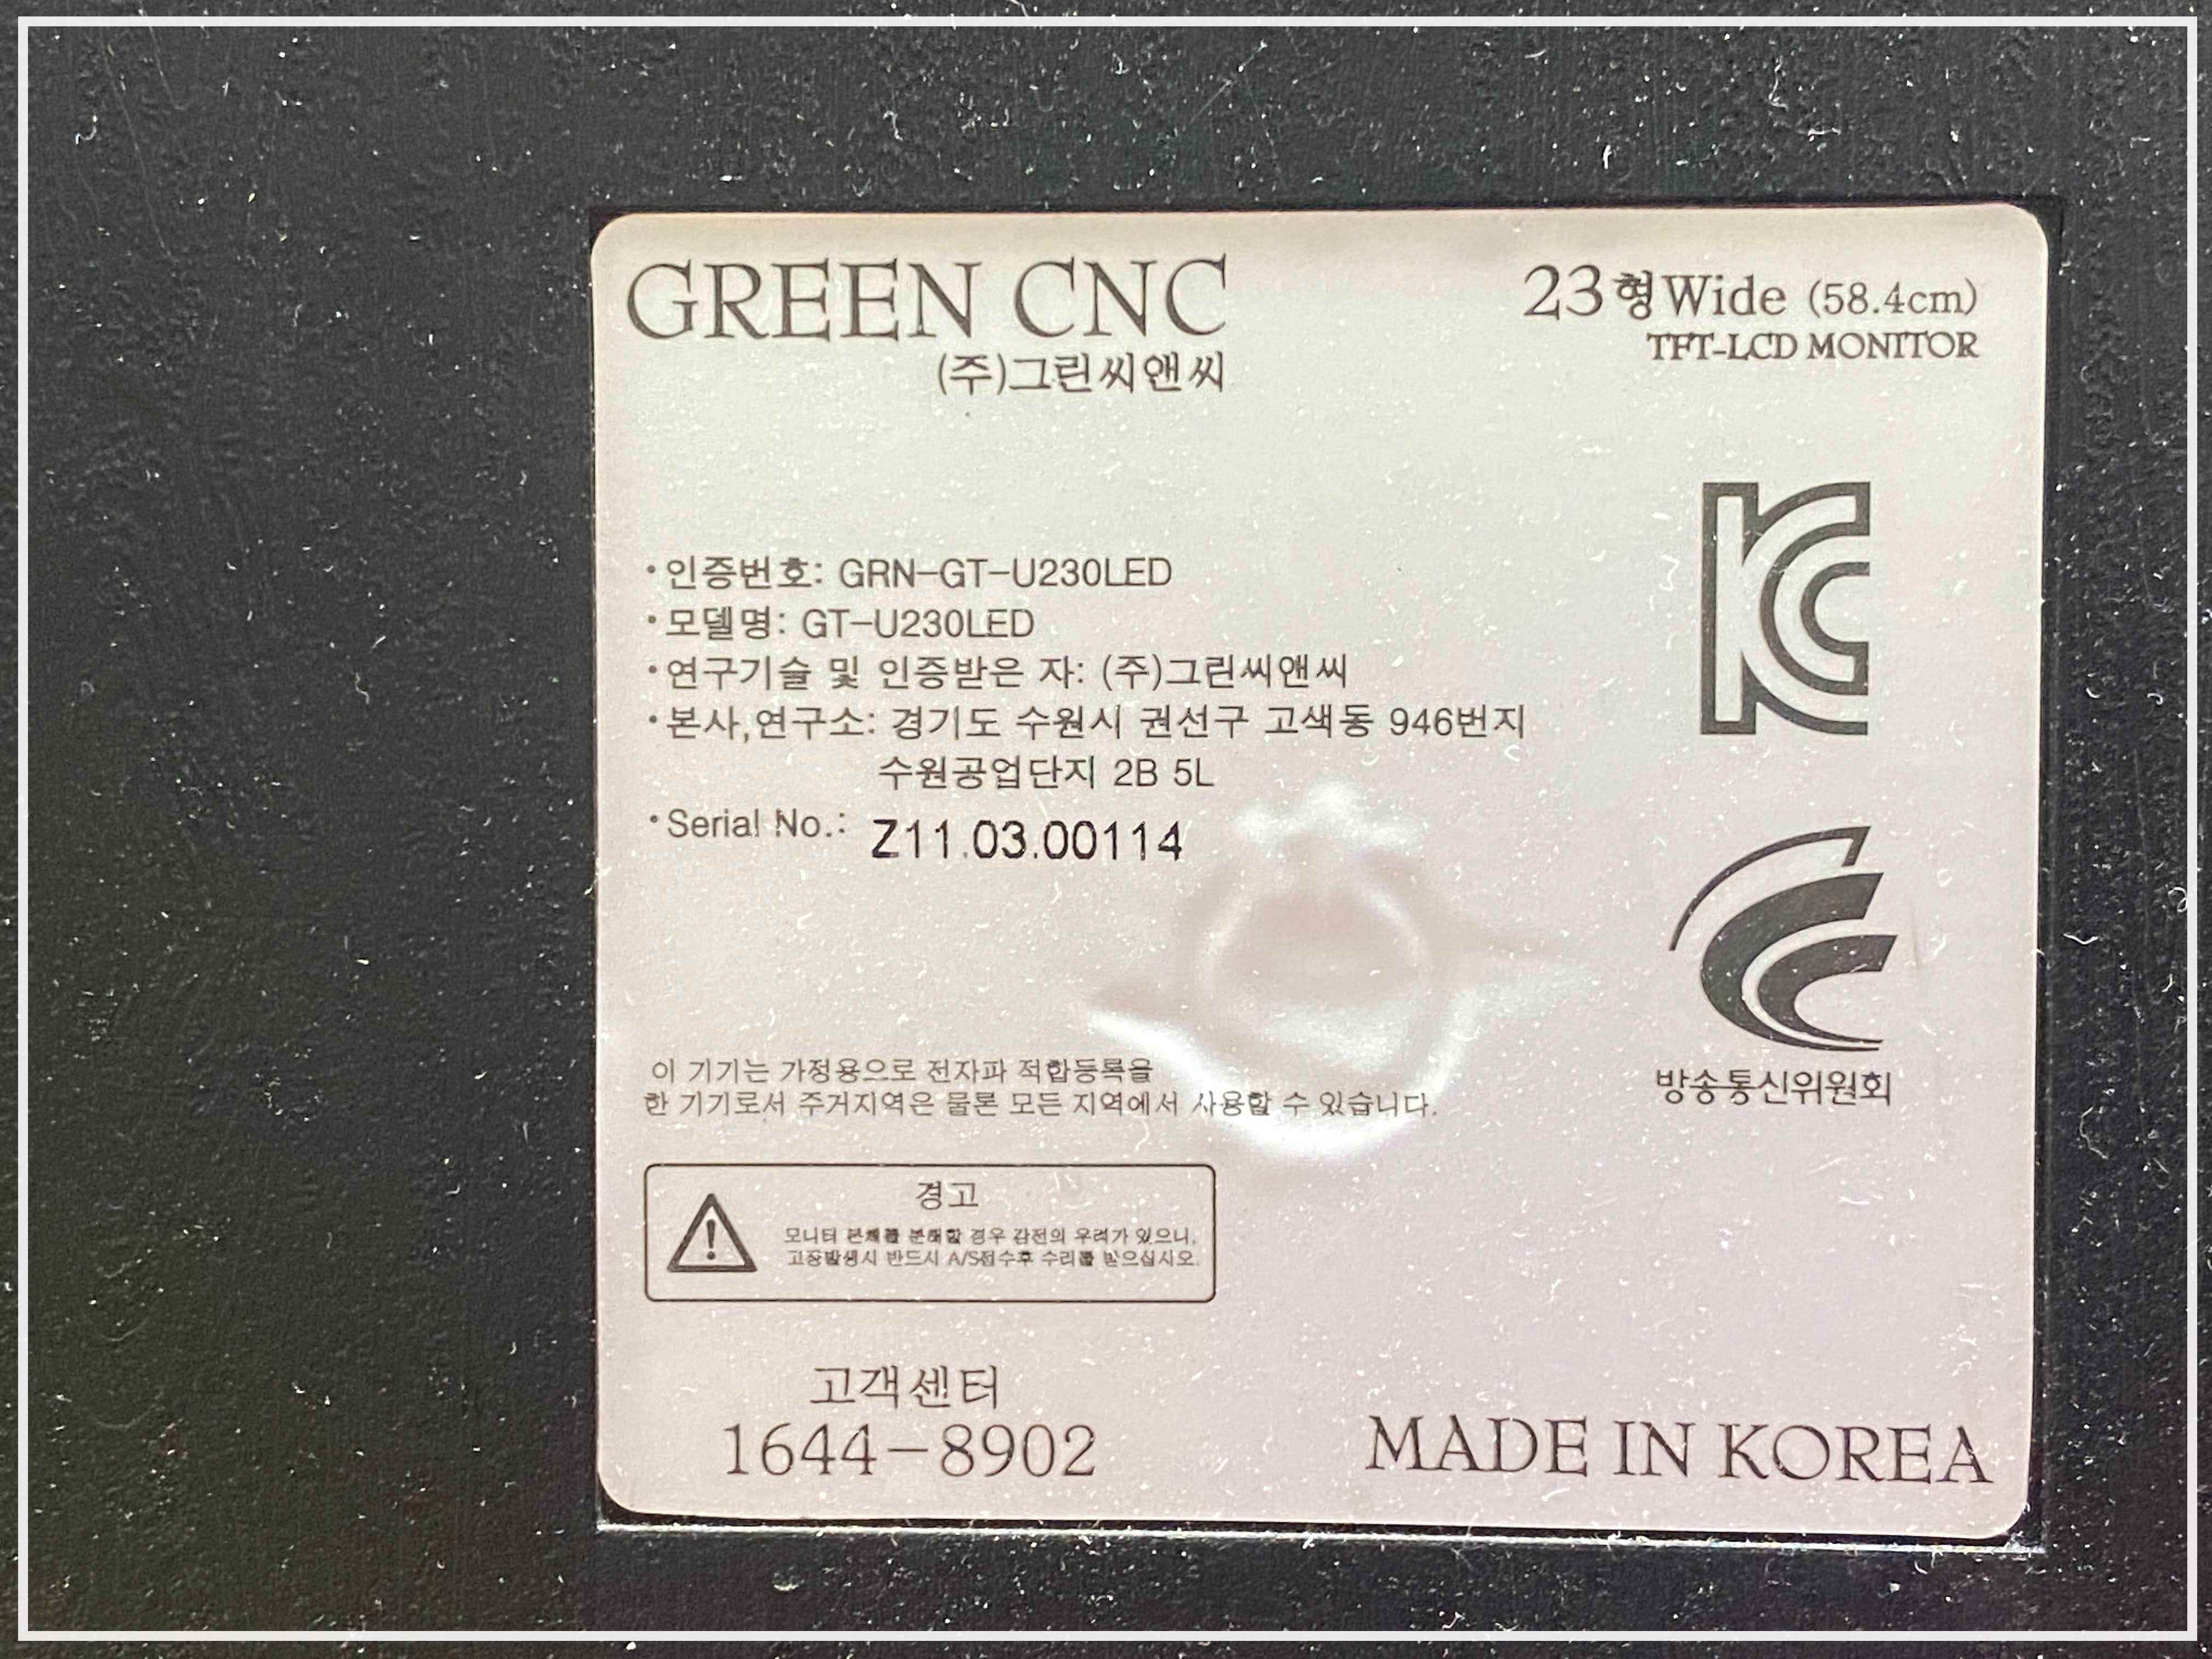 GREEN CNC
(주)그린씨앤씨
23형Wide (58.4cm)
TFT-LCD MONITOR
•인증번호: GRN-GT-U230LED
•모델명: GT-U230LED
•연구기술 및 인증받은 자: (주)그린씨앤씨
•본사,연구소: 경기도 수원시 권선구 고색동 946번지
수원공업단지 2B 5L
•Serial No.: Z11.03.00114
방송통신위원회
이 기기는 가정용으로 전자파 적합등록을
한 기기로서 주거지역은 물론 모든 지역에서 사용할 수 있습니다.
경고
모니터 본체를 분해할 경우 감전의 우려가 있으니,
고장발생시 반드시 A/S접수후 수리를 받으십시오.
고객센터
1644-8902
MADE IN KOREA